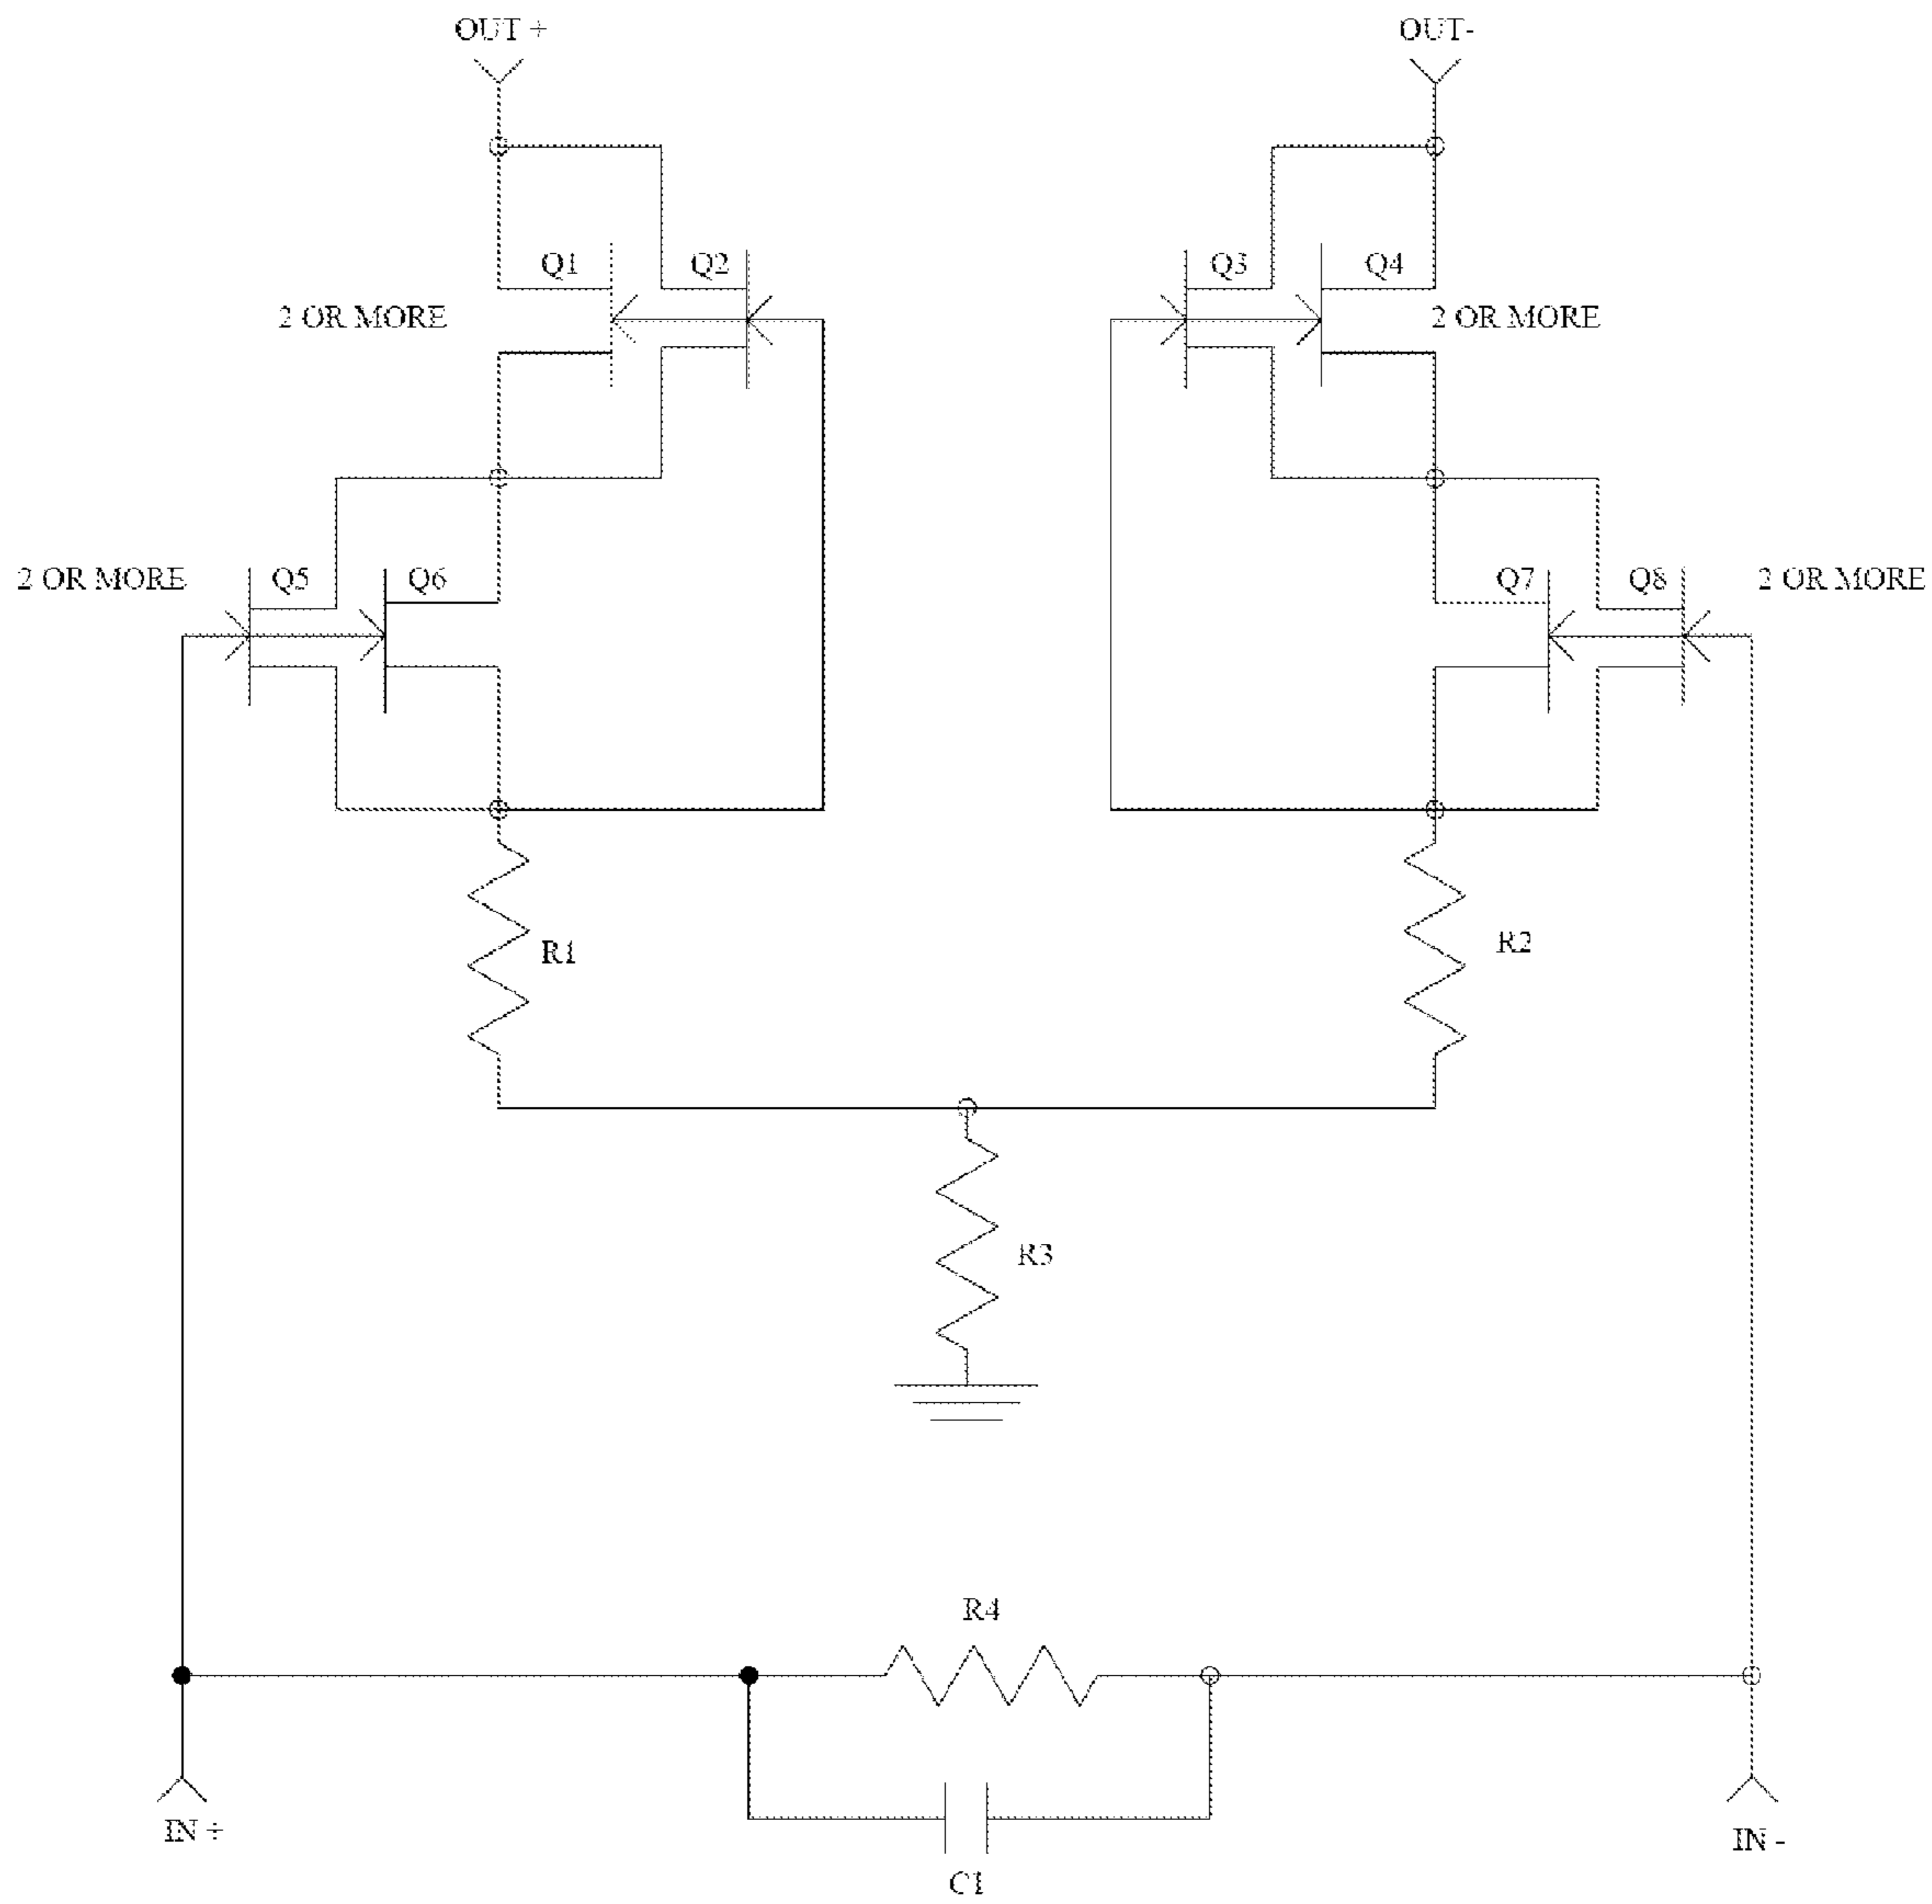 OUT +
OUT-
Q1
Q2
Q3
Q4
2 OR MORE
2 OR MORE
2 OR MORE
Q5
Q6
Q7
Q8
2 OR MORE
R1
R2
R3
R4
IN +
IN -
C1